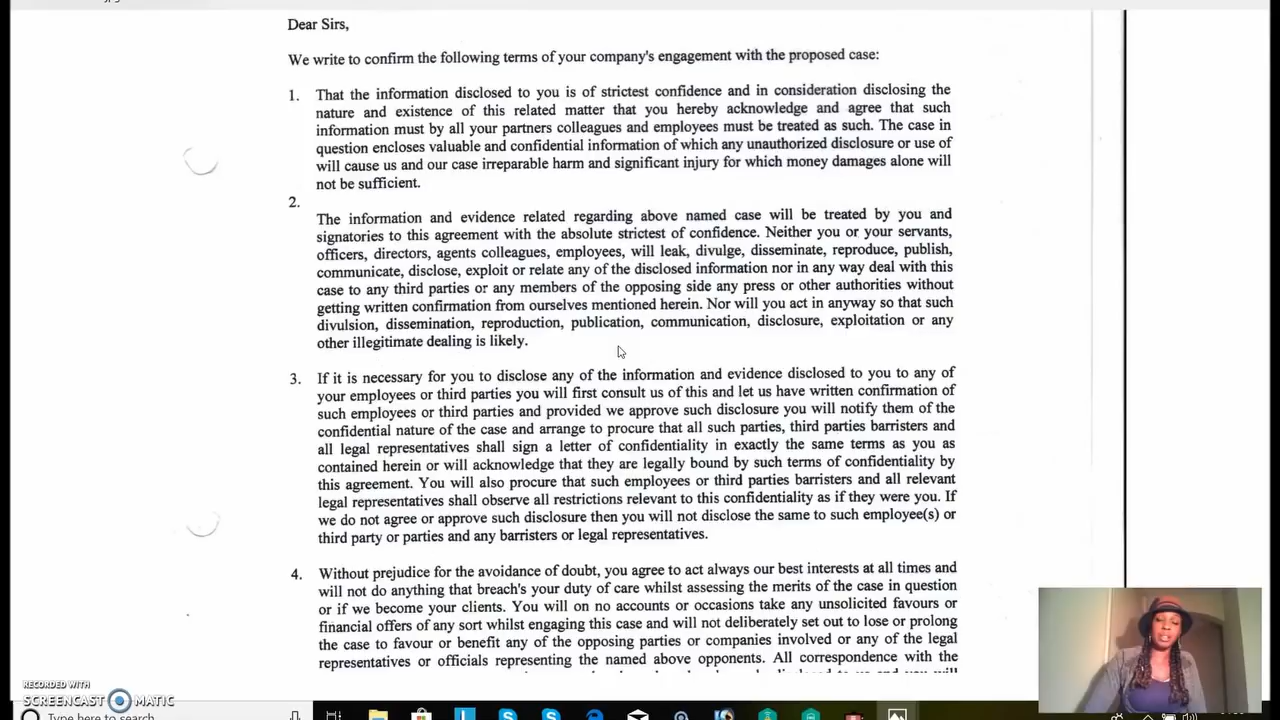 Dear Sirs,
We write to confirm the following terms of your company's engagement with the proposed case:
1. That the information disclosed to you is of strictest confidence and in consideration disclosing the
nature and existence of this related matter that you hereby acknowledge and agree that such
information must by all your partners colleagues and employees must be treated as such. The case in
question encloses valuable and confidential information of which any unauthorized disclosure or use of
will cause us and our case irreparable harm and significant injury for which money damages alone will
not be sufficient.
2.
The information and evidence related regarding above named case will be treated by you and
signatories to this agreement with the absolute strictest of confidence. Neither you or your servants,
officers, directors, agents colleagues, employees, will leak, divulge, disseminate, reproduce, publish,
communicate, disclose, exploit or relate any of the disclosed information nor in any way deal with this
case to any third parties or any members of the opposing side any press or other authorities without
getting written confirmation from ourselves mentioned herein. Nor will you act in anyway so that such
divulsion, dissemination, reproduction, publication, communication, disclosure, exploitation or any
other illegitimate dealing is likely.
3. If it is necessary for you to disclose any of the information and evidence disclosed to you to any of
your employees or third parties you will first consult us of this and let us have written confirmation of
such employees or third parties and provided we approve such disclosure you will notify them of the
confidential nature of the case and arrange to procure that all such parties, third parties barristers and
all legal representatives shall sign a letter of confidentiality in exactly the same terms as you as
contained herein or will acknowledge that they are legally bound by such terms of confidentiality by
this agreement. You will also procure that such employees or third parties barristers and all relevant
legal representatives shall observe all restrictions relevant to this confidentiality as if they were you. If
we do not agree or approve such disclosure then you will not disclose the same to such employee(s) or
third party or parties and any barristers or legal representatives.
4. Without prejudice for the avoidance of doubt, you agree to act always our best interests at all times and
will not do anything that breach's your duty of care whilst assessing the merits of the case in question
or if we become your clients. You will on no accounts or occasions take any unsolicited favours or
financial offers of any sort whilst engaging this case and will not deliberately set out to lose or prolong
the case to favour or benefit any of the opposing parties or companies involved or any of the legal
representatives or officials representing the named above opponents. All correspondence with the
RECORDED WITH
SCREENCAST MATIC
Type here to search